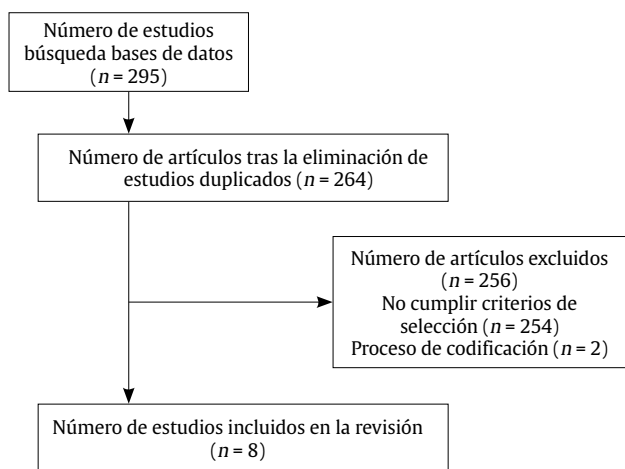 Número de estudios
búsqueda bases de datos
(n = 295)
Número de artículos tras la eliminación de
estudios duplicados (n = 264)
Número de artículos excluidos
(n = 256)
No cumplir criterios de
selección (n = 254)
Proceso de codificación (n = 2)
Número de estudios incluidos en la revisión
(n = 8)